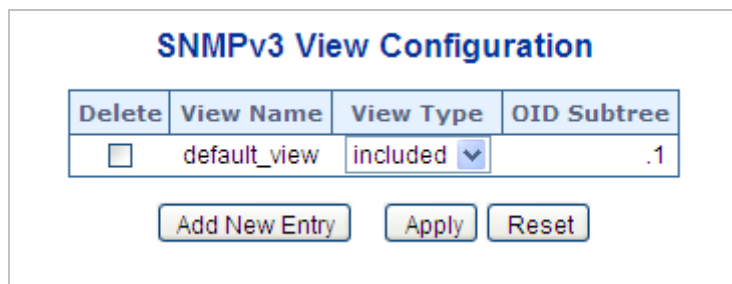 SNMPv3 View Configuration
Delete View Name View Type OID Subtree
default_view included .1
Add New Entry Apply Reset